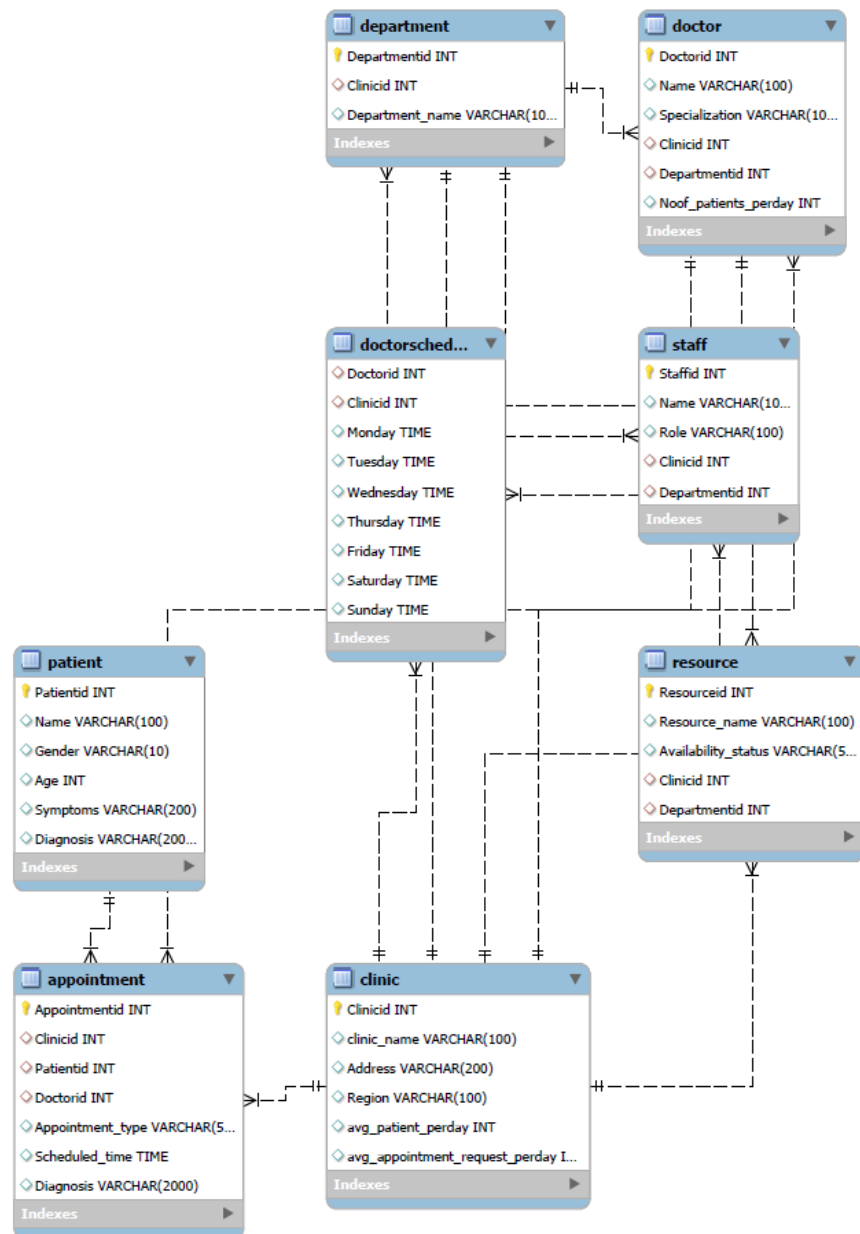 department
Departmentid INT
Clinicid INT
Department_name VARCHAR(10...
Indexes
doctor
Doctorid INT
Name VARCHAR(100)
Specialization VARCHAR(10...
Clinicid INT
Departmentid INT
Noof_patients_perday INT
Indexes
doctorsched...
Doctorid INT
Clinicid INT
Monday TIME
Tuesday TIME
Wednesday TIME
Thursday TIME
Friday TIME
Saturday TIME
Sunday TIME
Indexes
staff
Staffid INT
Name VARCHAR(10...
Role VARCHAR(100)
Clinicid INT
Departmentid INT
Indexes
patient
Patientid INT
Name VARCHAR(100)
Gender VARCHAR(10)
Age INT
Symptoms VARCHAR(200)
Diagnosis VARCHAR(200...
Indexes
resource
Resourceid INT
Resource_name VARCHAR(100)
Availability_status VARCHAR(5...
Clinicid INT
Departmentid INT
Indexes
appointment
Appointmentid INT
Clinicid INT
Patientid INT
Doctorid INT
Appointment_type VARCHAR(5...
Scheduled_time TIME
Diagnosis VARCHAR(2000)
Indexes
clinic
Clinicid INT
clinic_name VARCHAR(100)
Address VARCHAR(200)
Region VARCHAR(100)
avg_patient_perday INT
avg_appointment_request_perday I...
Indexes